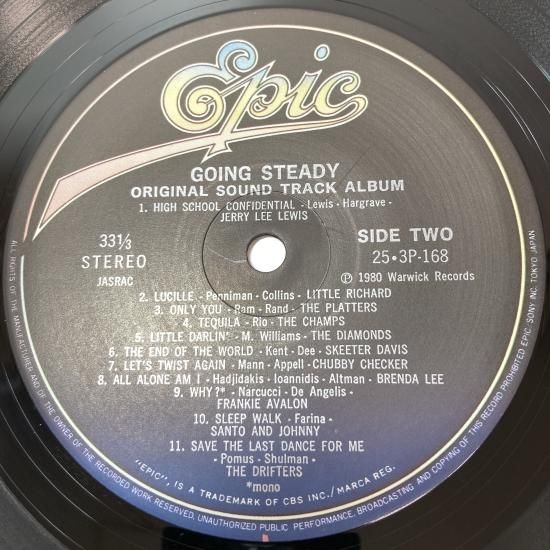 Epic
GOING STEADY
ORIGINAL SOUND TRACK ALBUM
1. HIGH SCHOOL CONFIDENTIAL - Lewis - Hargrave -
JERRY LEE LEWIS
33⅓
STEREO
JASRAC
SIDE TWO
25•3P-168
℗ 1980 Warwick Records
2. LUCILLE - Penniman - Collins - LITTLE RICHARD
3. ONLY YOU - Ram - Rand - THE PLATTERS
4. TEQUILA - Rio - THE CHAMPS
5. LITTLE DARLIN' - M. Williams - THE DIAMONDS
6. THE END OF THE WORLD - Kent - Dee - SKEETER DAVIS
7. LET'S TWIST AGAIN - Mann - Appell - CHUBBY CHECKER
8. ALL ALONE AM I - Hadjidakis - Ioannidis - Altman - BRENDA LEE
9. WHY?* - Narcucci - De Angelis -
FRANKIE AVALON
10. SLEEP WALK - Farina -
SANTO AND JOHNNY
11. SAVE THE LAST DANCE FOR ME
- Pomus - Shulman -
THE DRIFTERS
*mono
"EPIC", IS A TRADEMARK OF CBS INC./MARCA REG.
ALL RIGHTS OF THE MANUFACTURER AND OF THE OWNER OF THE RECORDED WORK RESERVED. UNAUTHORIZED PUBLIC PERFORMANCE, BROADCASTING AND COPYING OF THIS RECORD PROHIBITED EPIC/SONY INC. TOKYO JAPAN